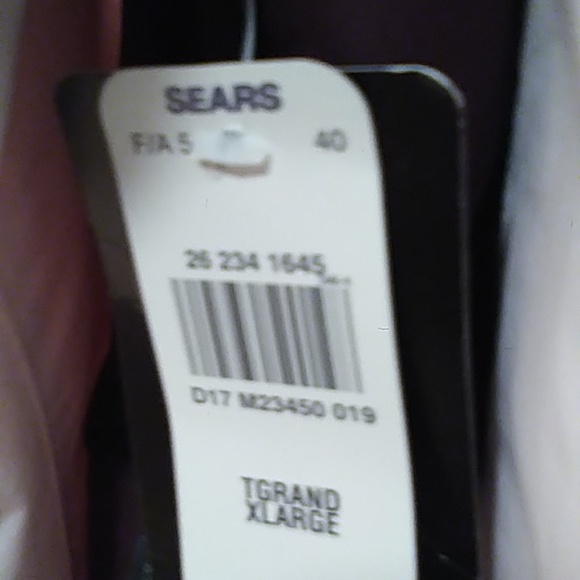 SEARS
F/A 5 40
26 234 1645
D17 M23450 019
TGRAND
XLARGE